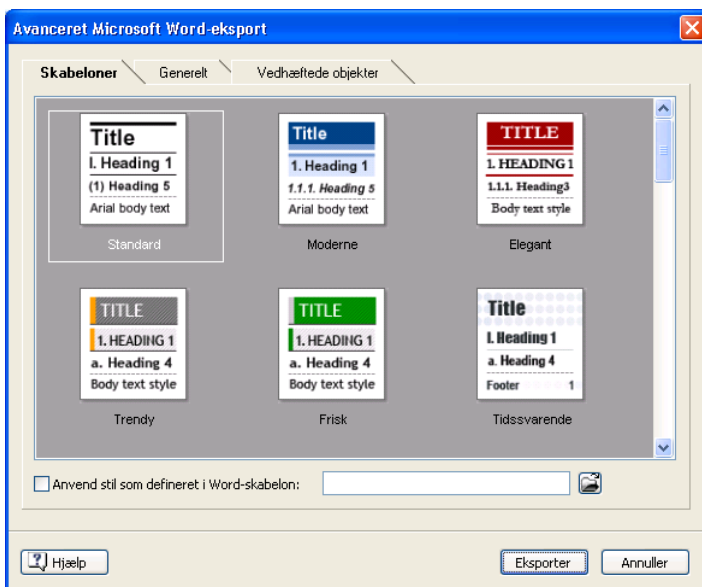 Avanceret Microsoft Word-eksport
Skabeloner
Generelt
Vedhæftede objekter
Title
I. Heading 1
(1) Heading 5
Arial body text
Standard
Title
1. Heading 1
1.1.1. Heading 5
Arial body text
Moderne
TITLE
1. HEADING 1
1.1.1. Heading3
Body text style
Elegant
TITLE
1. HEADING 1
a. Heading 4
Body text style
Trendy
TITLE
1. HEADING 1
a. Heading 4
Body text style
Frisk
Title
I. Heading 1
a. Heading 4
Footer 1
Tidssvarende
Anvend stil som defineret i Word-skabelon:
Hjælp
Eksporter
Annuller